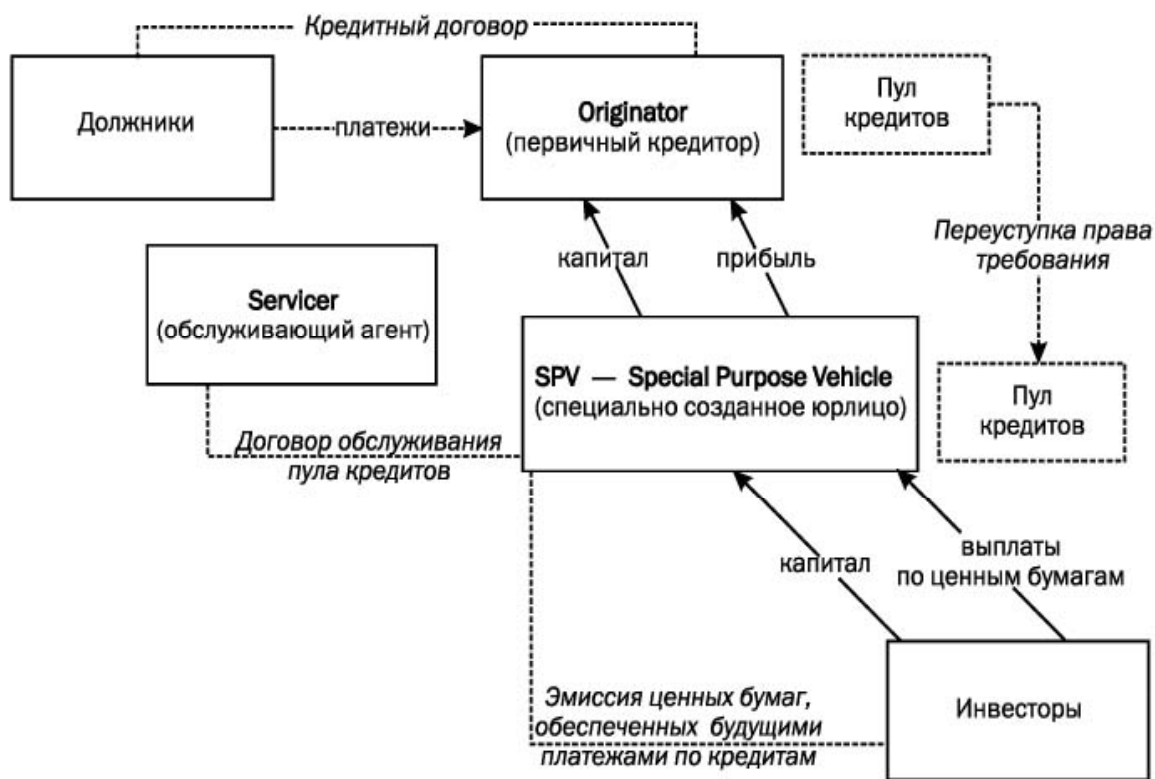 Кредитный договор
Должники
платежи
Originator
(первичный кредитор)
Пул
кредитов
Переуступка права
требования
капитал
прибыль
Servicer
(обслуживающий агент)
SPV — Special Purpose Vehicle
(специально созданное юрлицо)
Пул
кредитов
Договор обслуживания
пула кредитов
капитал
выплаты
по ценным бумагам
Эмиссия ценных бумаг,
обеспеченных будущими
платежами по кредитам
Инвесторы